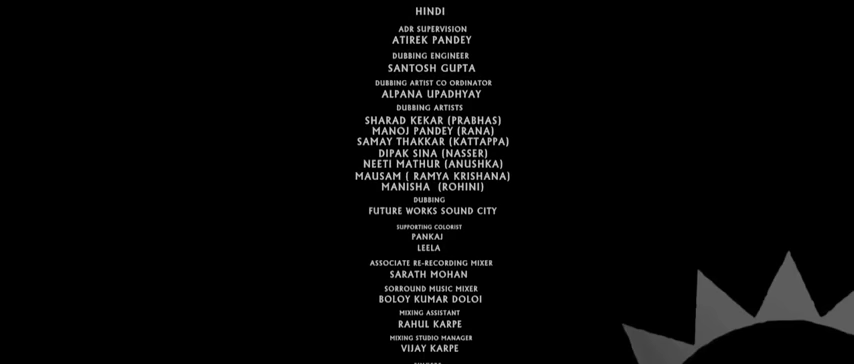 HINDI
ADR SUPERVISION
ATIREK PANDEY
DUBBING ENGINEER
SANTOSH GUPTA
DUBBING ARTIST CO ORDINATOR
ALPANA UPADHYAY
DUBBING ARTISTS
SHARAD KEKAR (PRABHAS)
MANOJ PANDEY (RANA)
SAMAY THAKKAR (KATTAPPA)
DIPAK SINA (NASSER)
NEETI MATHUR (ANUSHKA)
MAUSAM ( RAMYA KRISHANA)
MANISHA (ROHINI)
DUBBING
FUTURE WORKS SOUND CITY
SUPPORTING COLORIST
PANKAJ
LEELA
ASSOCIATE RE-RECORDING MIXER
SARATH MOHAN
SORROUND MUSIC MIXER
BOLOY KUMAR DOLOI
MIXING ASSISTANT
RAHUL KARPE
MIXING STUDIO MANAGER
VIJAY KARPE